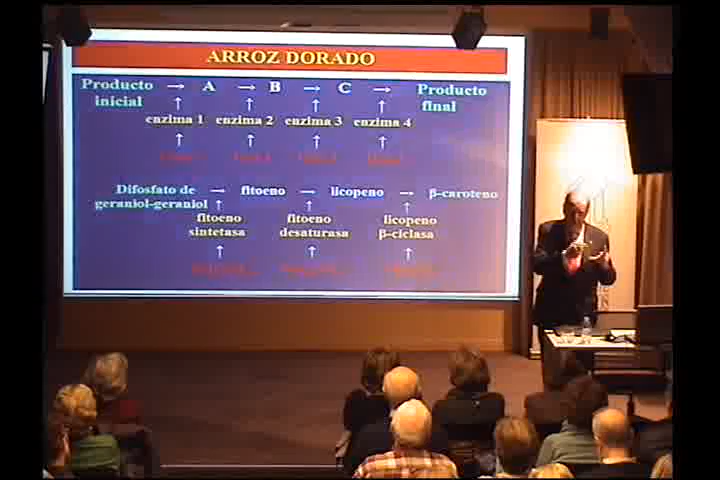 ARROZ DORADO
Producto inicial → A → B → C → Producto final
↑ ↑ ↑ ↑
enzima 1 enzima 2 enzima 3 enzima 4
↑ ↑ ↑ ↑
Difosfato de geraniol-geraniol → fitoeno → licopeno → β-caroteno
↑ ↑ ↑
fitoeno sintetasa fitoeno desaturasa licopeno β-ciclasa
↑ ↑ ↑